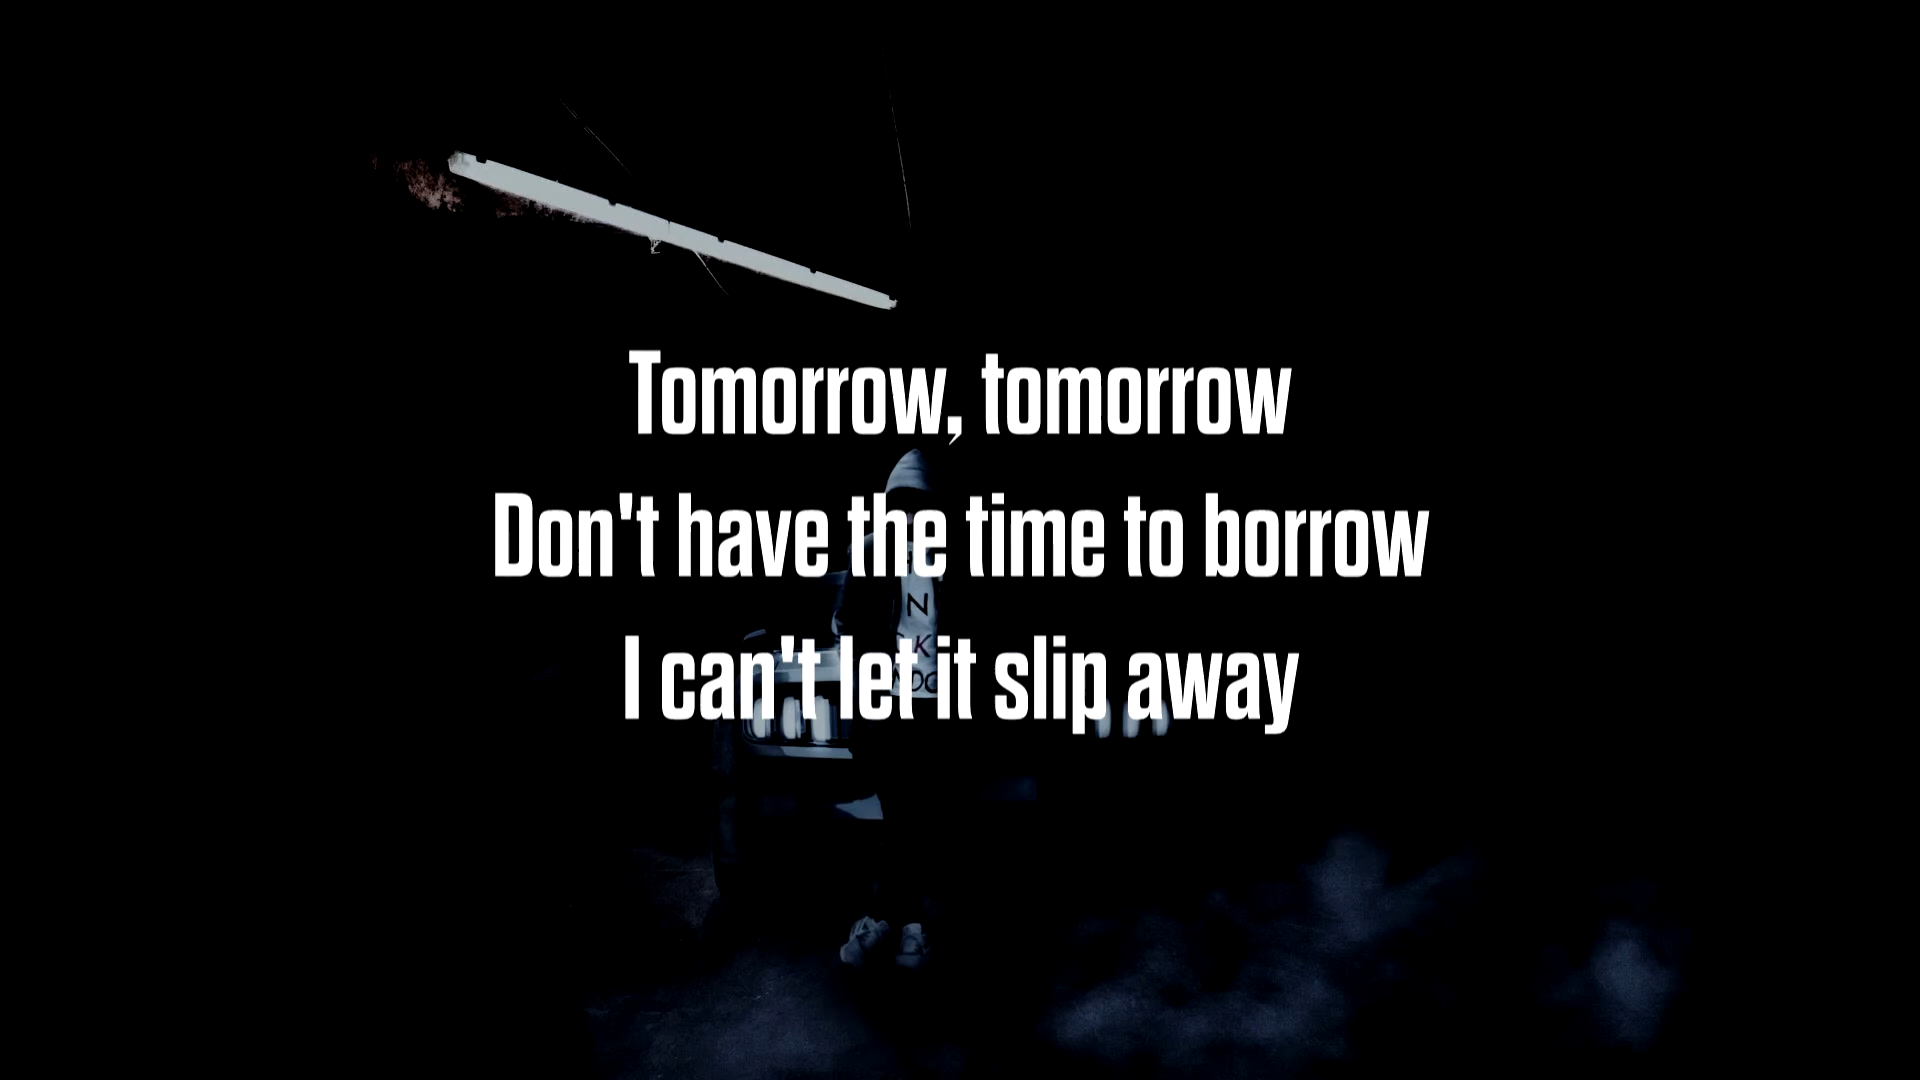 Tomorrow, tomorrow
Don't have the time to borrow
I can't let it slip away
N
K